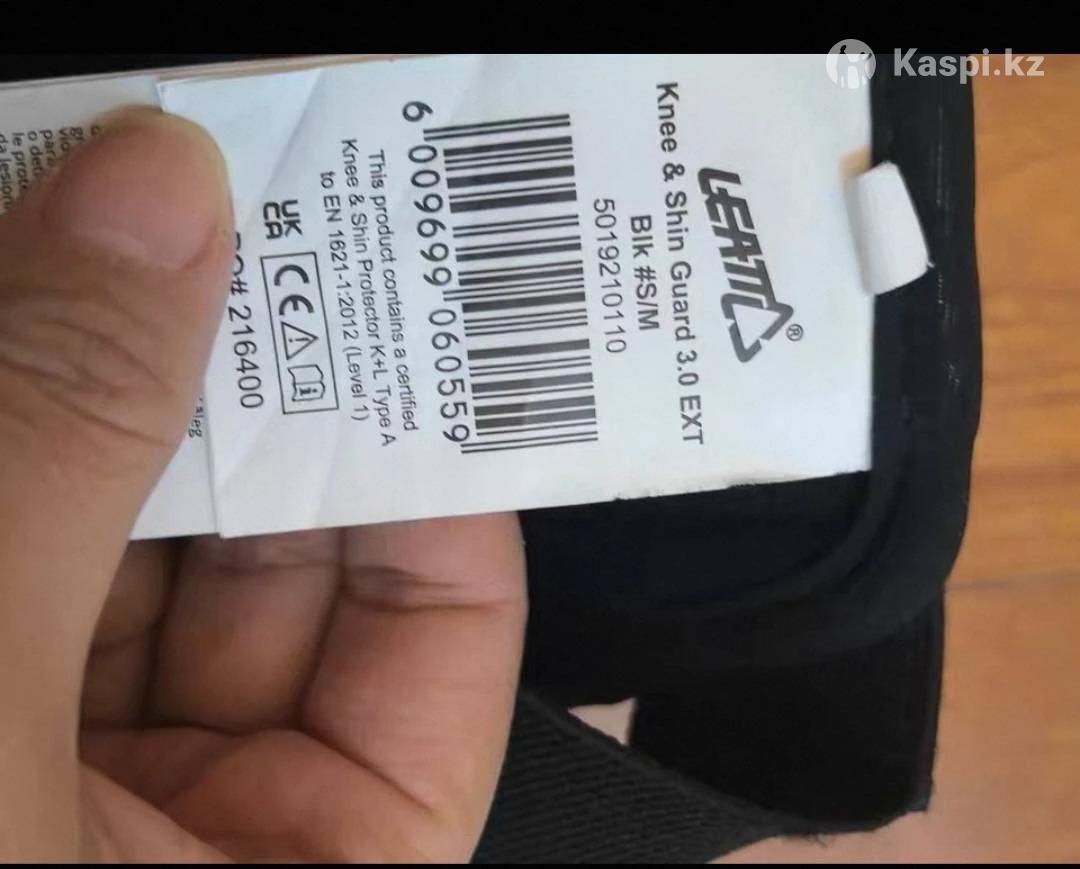 Kaspi.kz
LEATT®
Knee & Shin Guard 3.0 EXT
Blk #S/M
5019210110
6 009699 060559
This product contains a certified
Knee & Shin Protector K+L Type A
to EN 1621-1:2012 (Level 1)
UK
CA
CE
# 216400